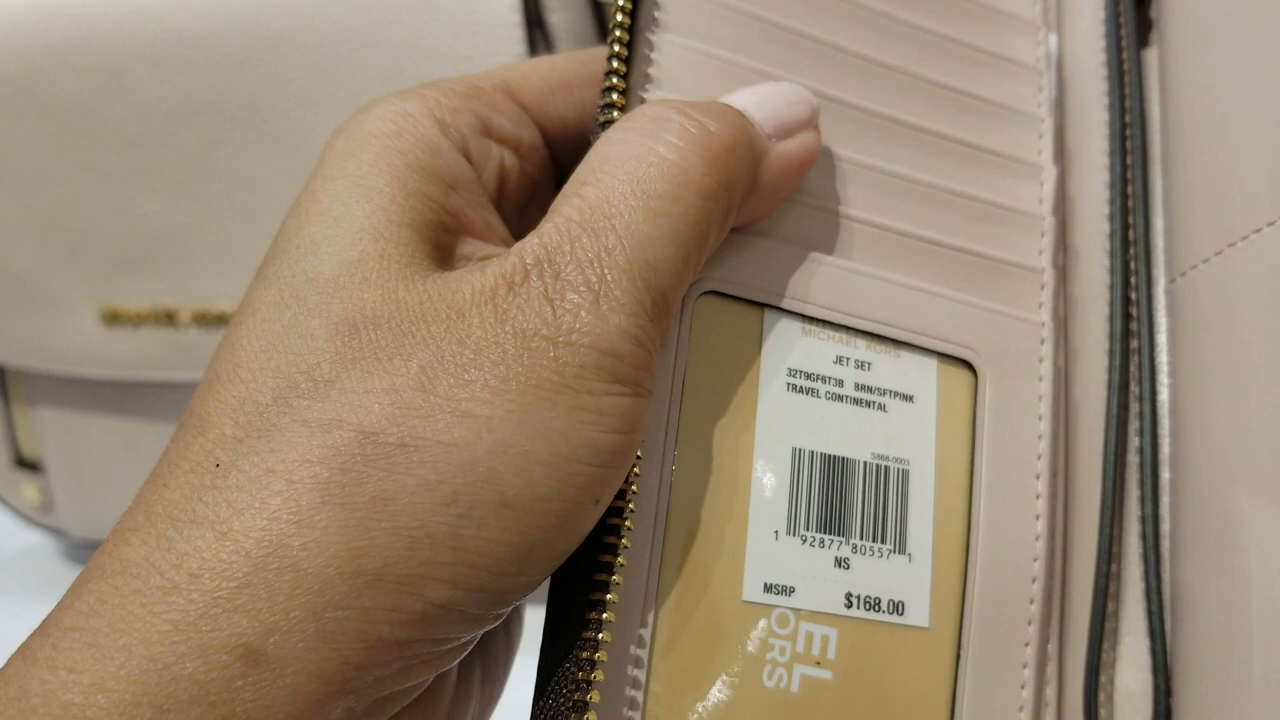 MICHAEL KORS
JET SET
32T9GF6T3B BRN/SFTPINK
TRAVEL CONTINENTAL
S868-0003
1 92877 80557 1
NS
MSRP $168.00
EL
ORS